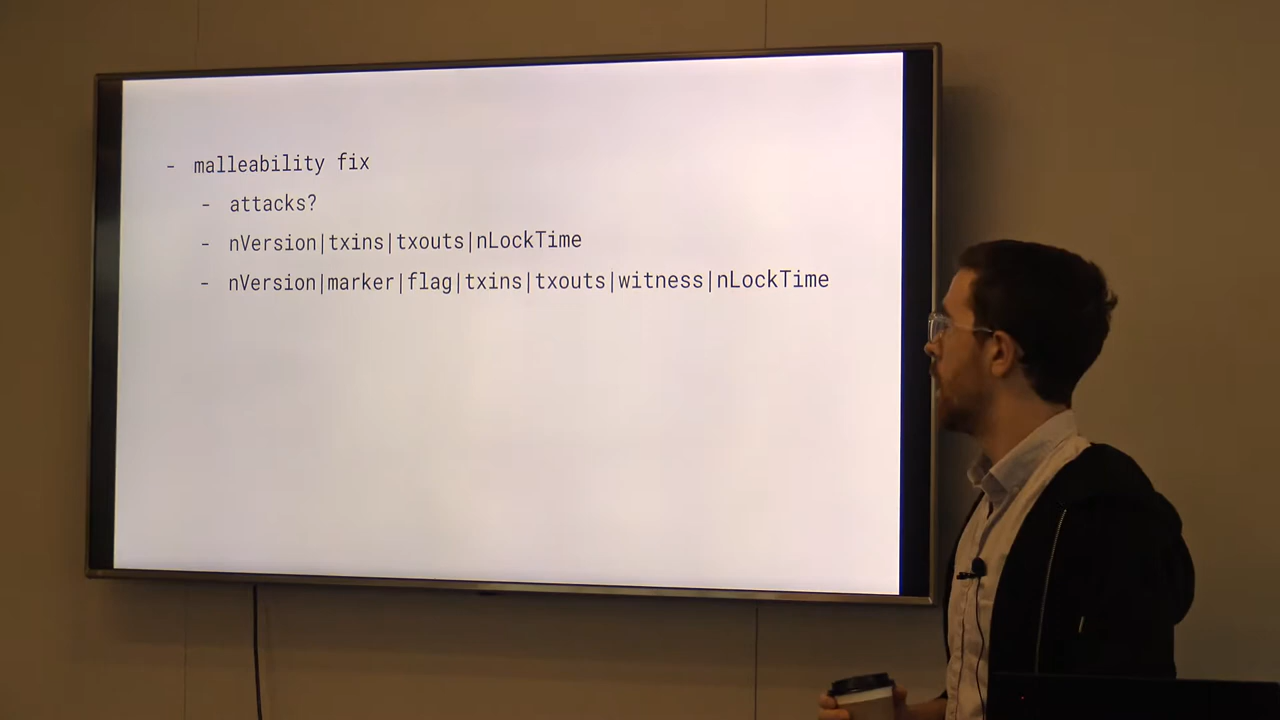 - malleability fix
- attacks?
- nVersion|txins|txouts|nLockTime
- nVersion|marker|flag|txins|txouts|witness|nLockTime